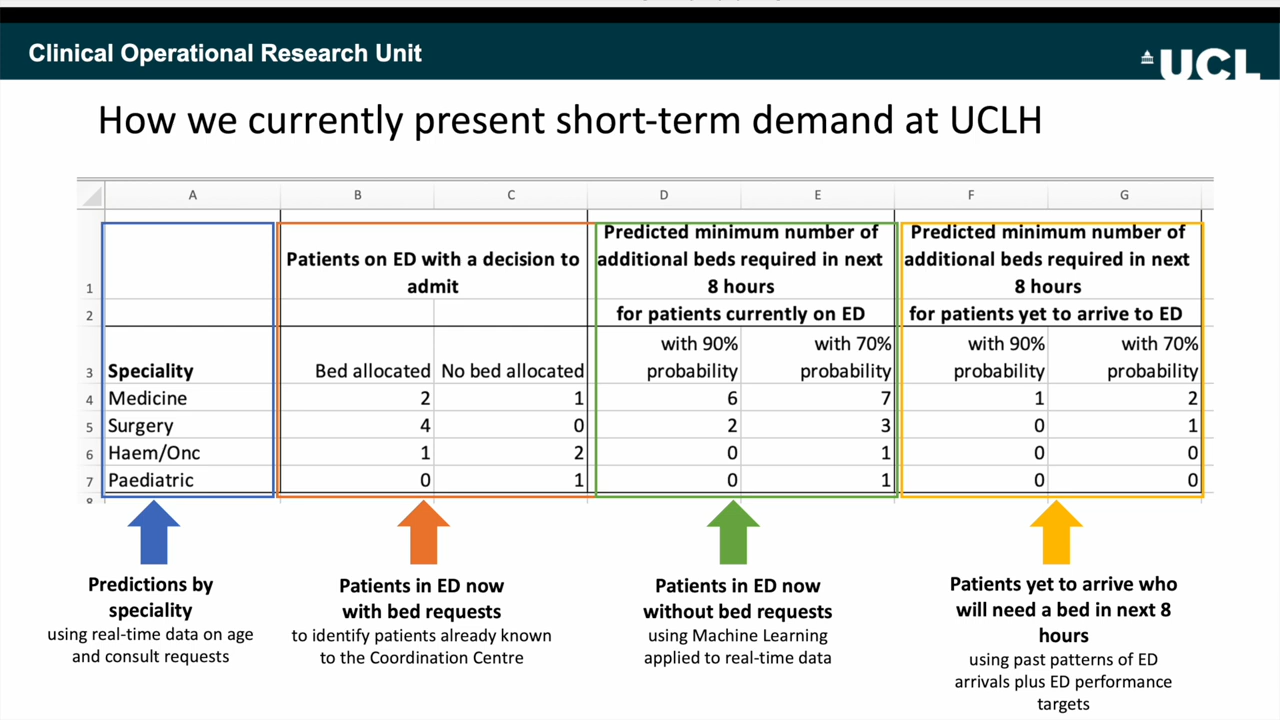 Clinical Operational Research Unit
UCL
How we currently present short-term demand at UCLH
A B C D E F G
1 Patients on ED with a decision to admit Predicted minimum number of additional beds required in next 8 hours Predicted minimum number of additional beds required in next 8 hours
2 for patients currently on ED for patients yet to arrive to ED
3 Speciality Bed allocated No bed allocated with 90% probability with 70% probability with 90% probability with 70% probability
4 Medicine 2 1 6 7 1 2
5 Surgery 4 0 2 3 0 1
6 Haem/Onc 1 2 0 1 0 0
7 Paediatric 0 1 0 1 0 0
Predictions by
speciality
using real-time data on age
and consult requests
Patients in ED now
with bed requests
to identify patients already known
to the Coordination Centre
Patients in ED now
without bed requests
using Machine Learning
applied to real-time data
Patients yet to arrive who
will need a bed in next 8
hours
using past patterns of ED
arrivals plus ED performance
targets